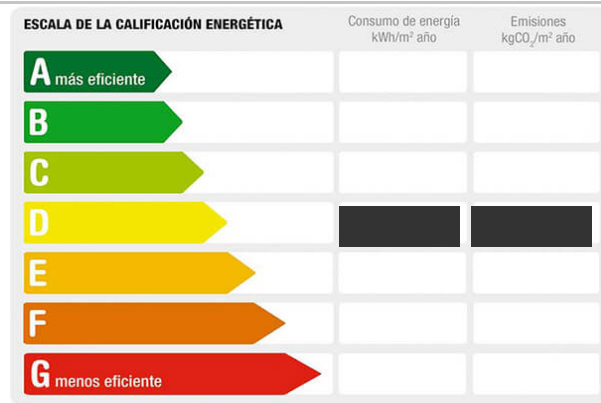 ESCALA DE LA CALIFICACIÓN ENERGÉTICA
Consumo de energía
kWh/m² año
Emisiones
kgCO₂/m² año
A más eficiente
B
C
D
E
F
G menos eficiente